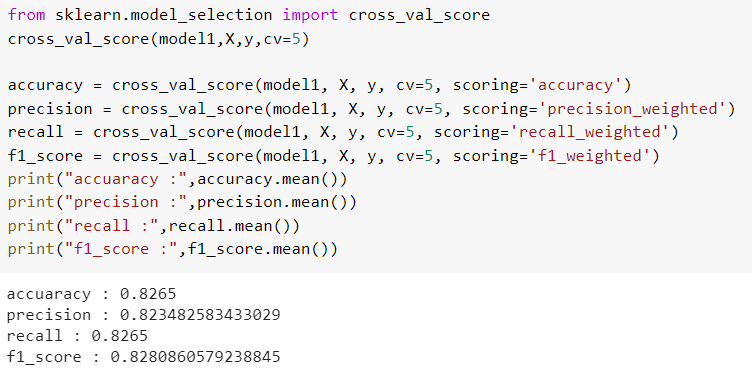 from sklearn.model_selection import cross_val_score
cross_val_score(model1,X,y,cv=5)
accuracy = cross_val_score(model1, X, y, cv=5, scoring='accuracy')
precision = cross_val_score(model1, X, y, cv=5, scoring='precision_weighted')
recall = cross_val_score(model1, X, y, cv=5, scoring='recall_weighted')
f1_score = cross_val_score(model1, X, y, cv=5, scoring='f1_weighted')
print("accuaracy :",accuracy.mean())
print("precision :",precision.mean())
print("recall :",recall.mean())
print("f1_score :",f1_score.mean())
accuaracy : 0.8265
precision : 0.823482583433029
recall : 0.8265
f1_score : 0.8280860579238845